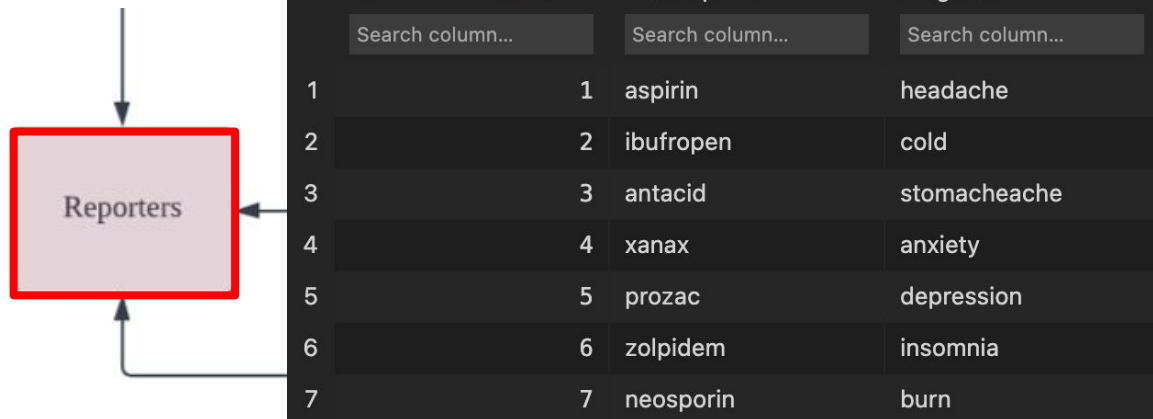 Reporters
Search column... Search column... Search column...
1 1 aspirin headache
2 2 ibufropen cold
3 3 antacid stomacheache
4 4 xanax anxiety
5 5 prozac depression
6 6 zolpidem insomnia
7 7 neosporin burn